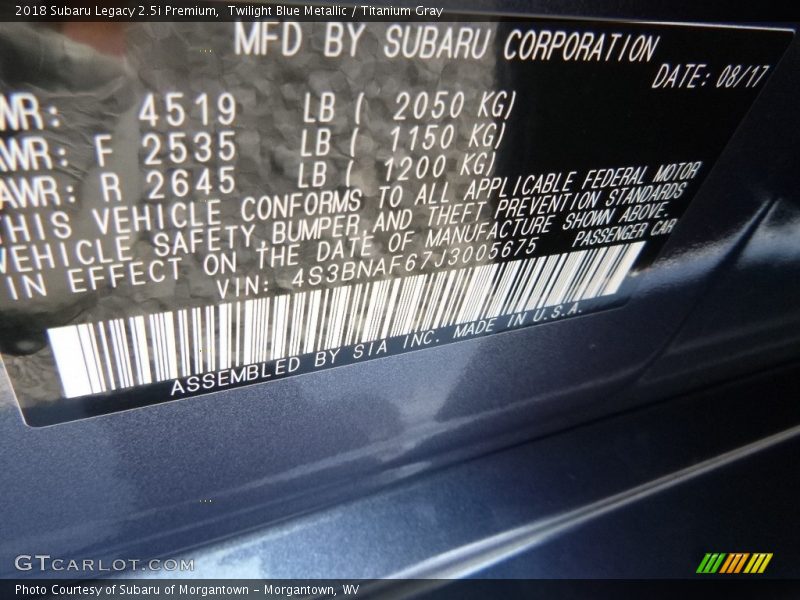 2018 Subaru Legacy 2.5i Premium,  Twilight Blue Metallic / Titanium Gray
MFD BY SUBARU CORPORATION
DATE: 08/17
WR: 4519 LB ( 2050 KG)
AWR: F 2535 LB ( 1150 KG)
AWR: R 2645 LB ( 1200 KG)
THIS VEHICLE CONFORMS TO ALL APPLICABLE FEDERAL MOTOR
VEHICLE SAFETY, BUMPER, AND THEFT PREVENTION STANDARDS
IN EFFECT ON THE DATE OF MANUFACTURE SHOWN ABOVE.
VIN: 4S3BNAF67J3005675 PASSENGER CAR
ASSEMBLED BY SIA INC. MADE IN U.S.A.
GTCARLOT.COM
Photo Courtesy of Subaru of Morgantown - Morgantown, WV